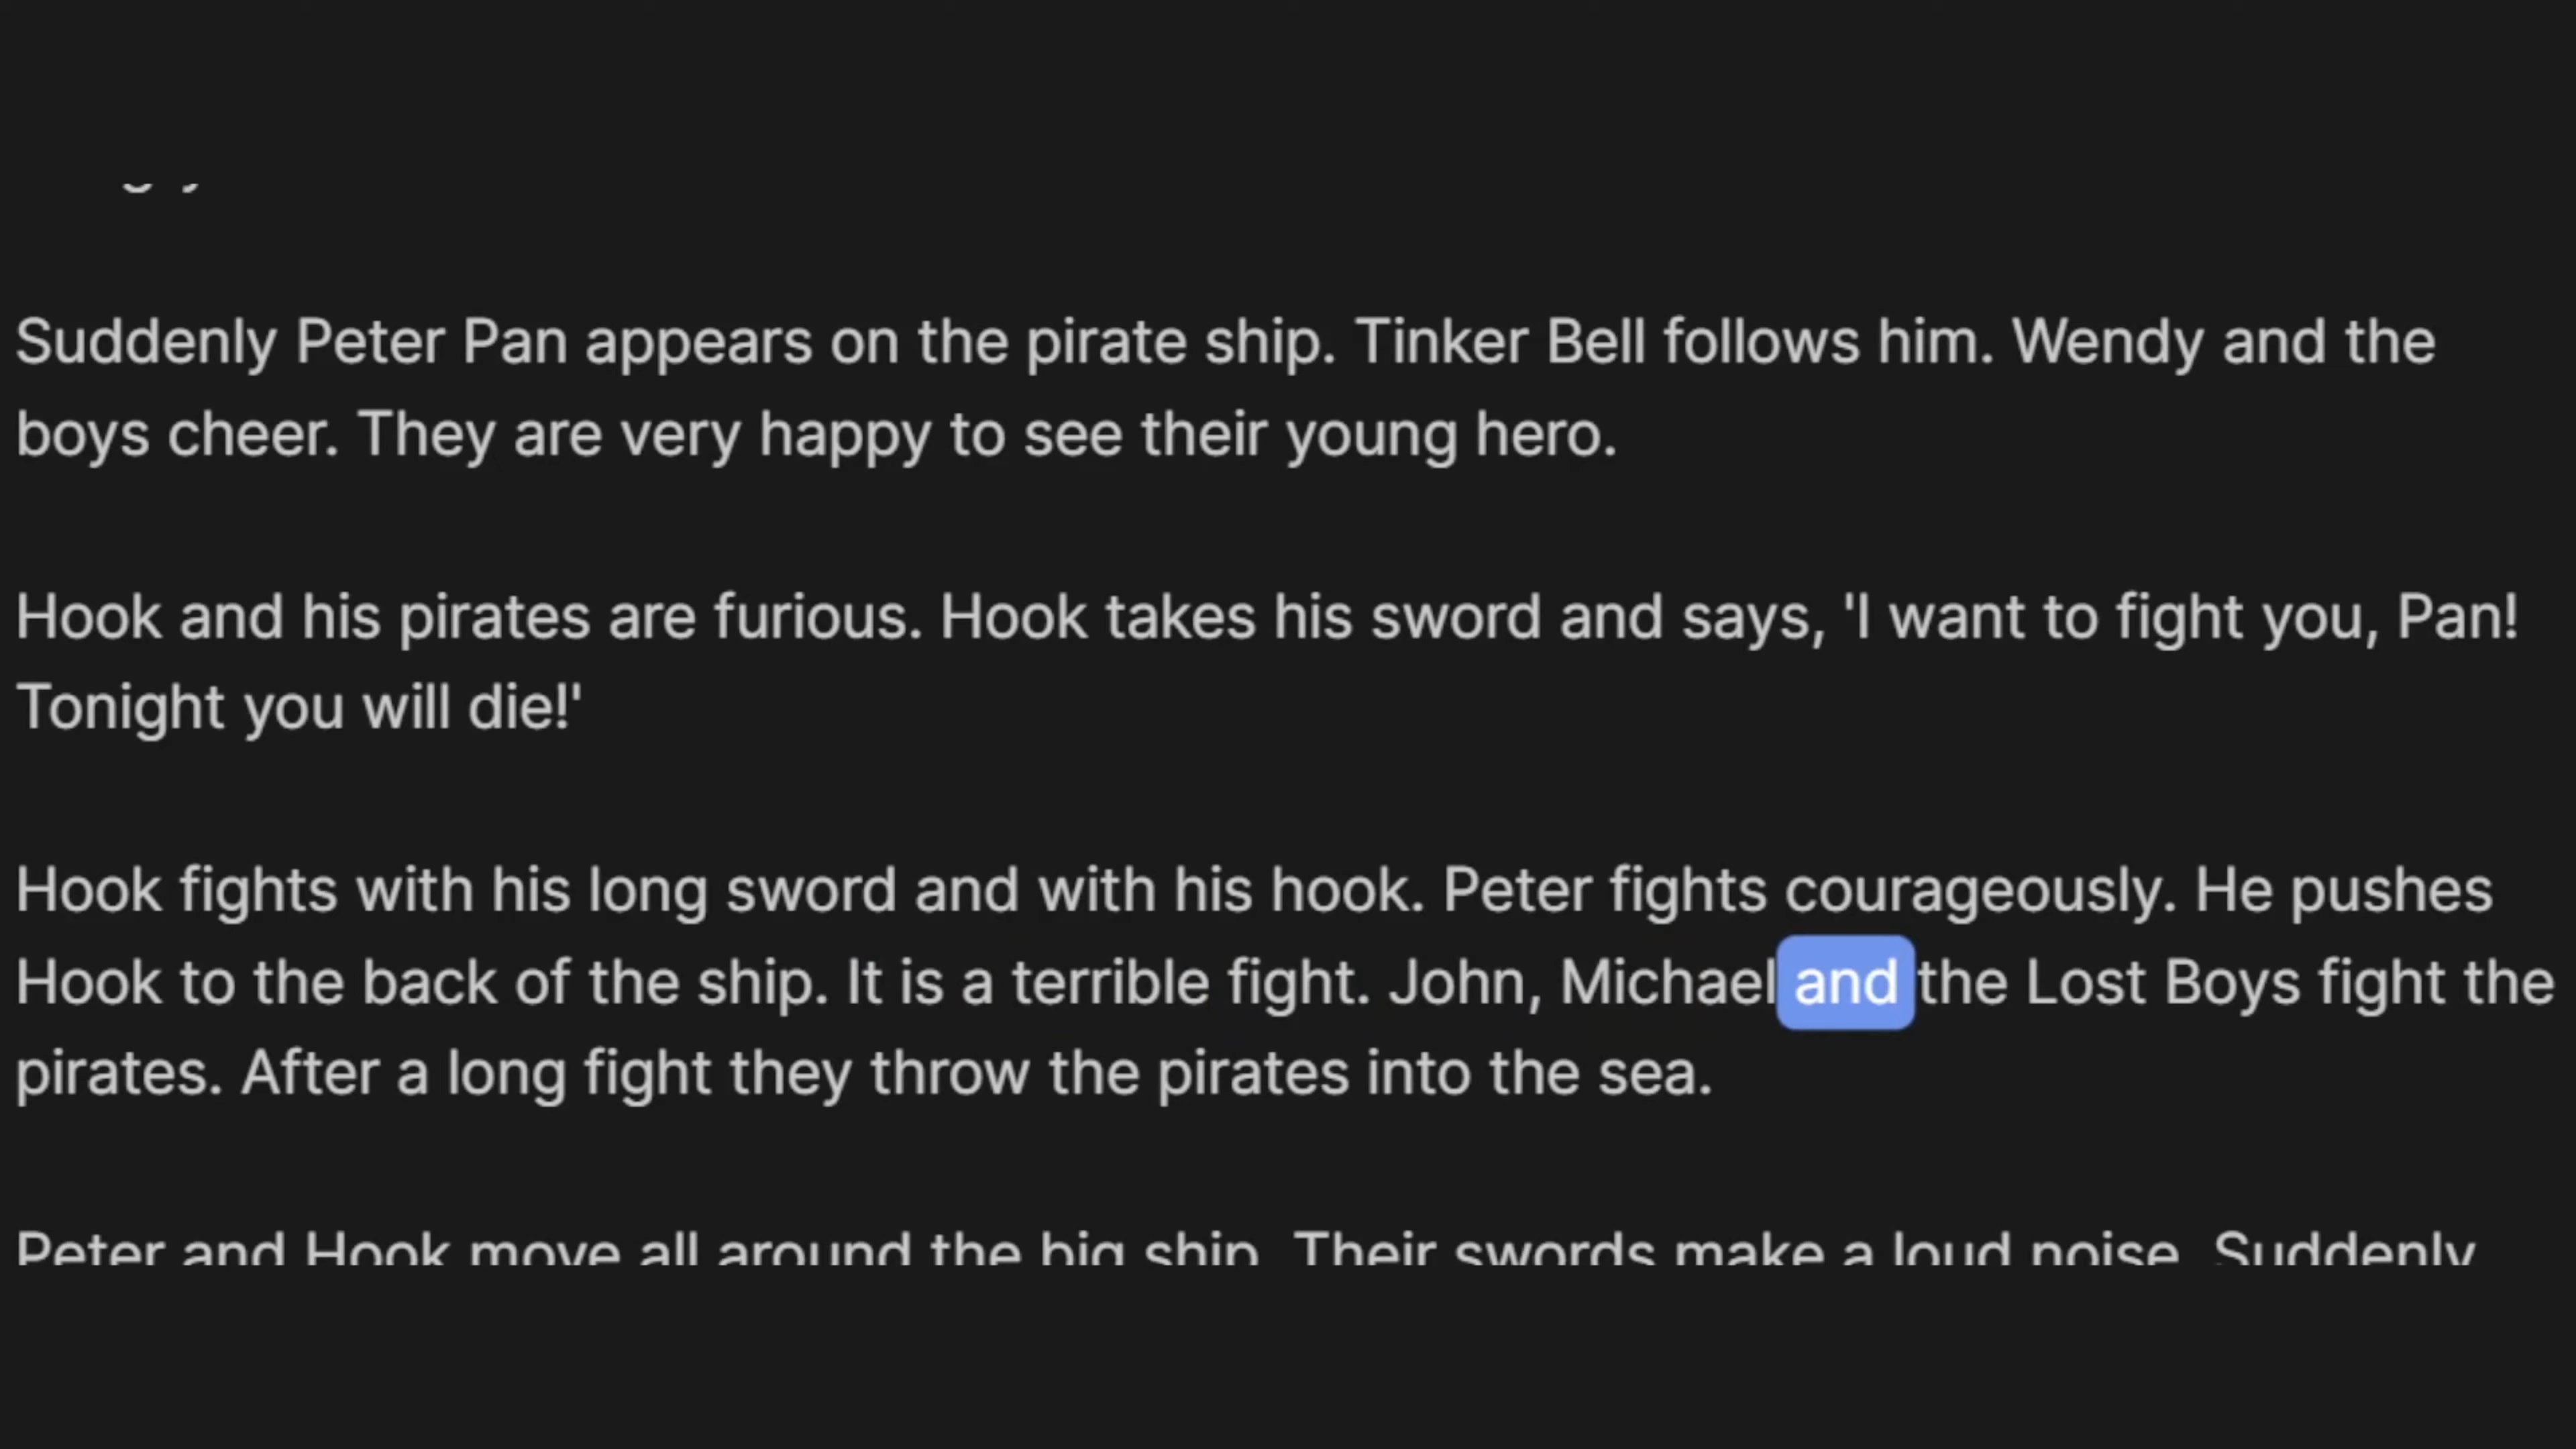 Suddenly Peter Pan appears on the pirate ship. Tinker Bell follows him. Wendy and the
boys cheer. They are very happy to see their young hero.
Hook and his pirates are furious. Hook takes his sword and says, 'I want to fight you, Pan!
Tonight you will die!'
Hook fights with his long sword and with his hook. Peter fights courageously. He pushes
Hook to the back of the ship. It is a terrible fight. John, Michael and the Lost Boys fight the
pirates. After a long fight they throw the pirates into the sea.
Peter and Hook move all around the big ship. Their swords make a loud noise. Suddenly